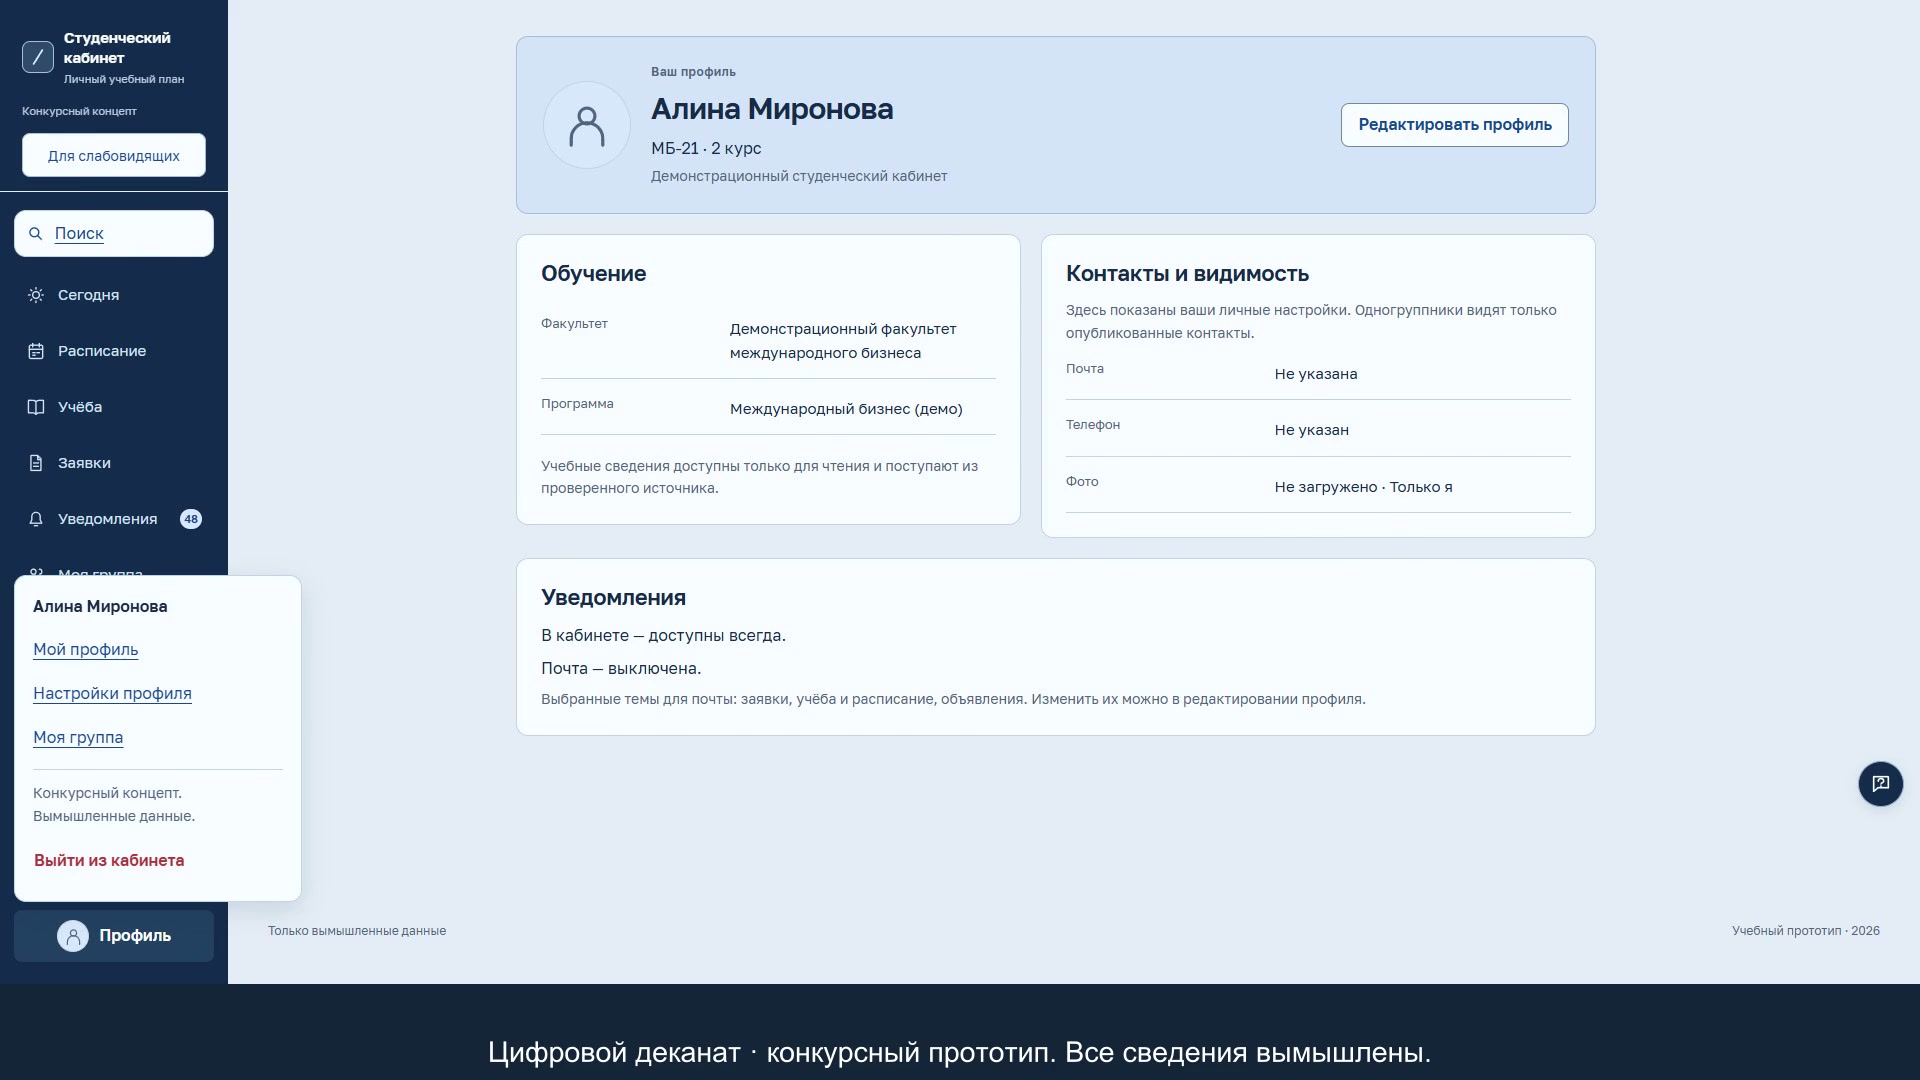 Студенческий
кабинет
Личный учебный план
Конкурсный концепт
Для слабовидящих
Поиск
Сегодня
Расписание
Учёба
Заявки
Уведомления 48
Моя группа
Алина Миронова
Мой профиль
Настройки профиля
Моя группа
Конкурсный концепт.
Вымышленные данные.
Выйти из кабинета
Профиль
Ваш профиль
Алина Миронова
МБ-21 · 2 курс
Демонстрационный студенческий кабинет
Редактировать профиль
Обучение
Факультет Демонстрационный факультет
международного бизнеса
Программа Международный бизнес (демо)
Учебные сведения доступны только для чтения и поступают из
проверенного источника.
Контакты и видимость
Здесь показаны ваши личные настройки. Одногруппники видят только
опубликованные контакты.
Почта Не указана
Телефон Не указан
Фото Не загружено · Только я
Уведомления
В кабинете — доступны всегда.
Почта — выключена.
Выбранные темы для почты: заявки, учёба и расписание, объявления. Изменить их можно в редактировании профиля.
Только вымышленные данные
Учебный прототип · 2026
Цифровой деканат · конкурсный прототип. Все сведения вымышлены.